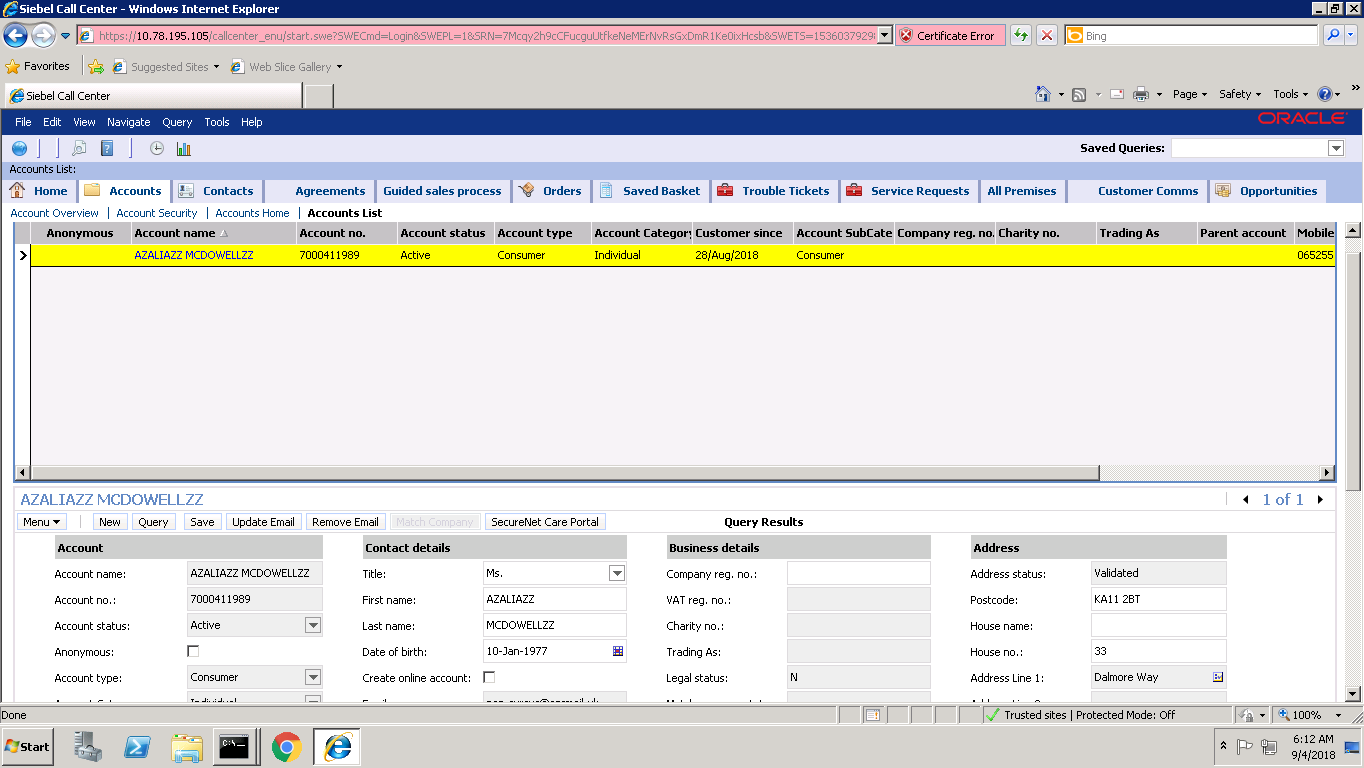 Siebel Call Center - Windows Internet Explorer
https://10.78.195.105/callcenter_enu/start.swe?SWECmd=Login&SWEPL=1&SRN=7Mcqy2h9cCFucguUtfkeNeMErNvRsGxDmR1Ke0ixHcsb&SWETS=1536037929 Certificate Error Bing
Favorites Suggested Sites Web Slice Gallery
Siebel Call Center Page Safety Tools
File Edit View Navigate Query Tools Help ORACLE
Saved Queries:
Accounts List:
Home Accounts Contacts Agreements Guided sales process Orders Saved Basket Trouble Tickets Service Requests All Premises Customer Comms Opportunities
Account Overview Account Security Accounts Home Accounts List
Anonymous Account name Account no. Account status Account type Account Category Customer since Account SubCate Company reg. no. Charity no. Trading As Parent account Mobile
AZALIAZZ MCDOWELLZZ 7000411989 Active Consumer Individual 28/Aug/2018 Consumer 065255
AZALIAZZ MCDOWELLZZ 1 of 1
Menu New Query Save Update Email Remove Email Match Company SecureNet Care Portal Query Results
Account Contact details Business details Address
Account name: AZALIAZZ MCDOWELLZZ Title: Ms. Company reg. no.: Address status: Validated
Account no.: 7000411989 First name: AZALIAZZ VAT reg. no.: Postcode: KA11 2BT
Account status: Active Last name: MCDOWELLZZ Charity no.: House name:
Anonymous: Date of birth: 10-Jan-1977 Trading As: House no.: 33
Account type: Consumer Create online account: Legal status: N Address Line 1: Dalmore Way
Done Trusted sites | Protected Mode: Off 100%
Start C:\ 6:12 AM
9/4/2018